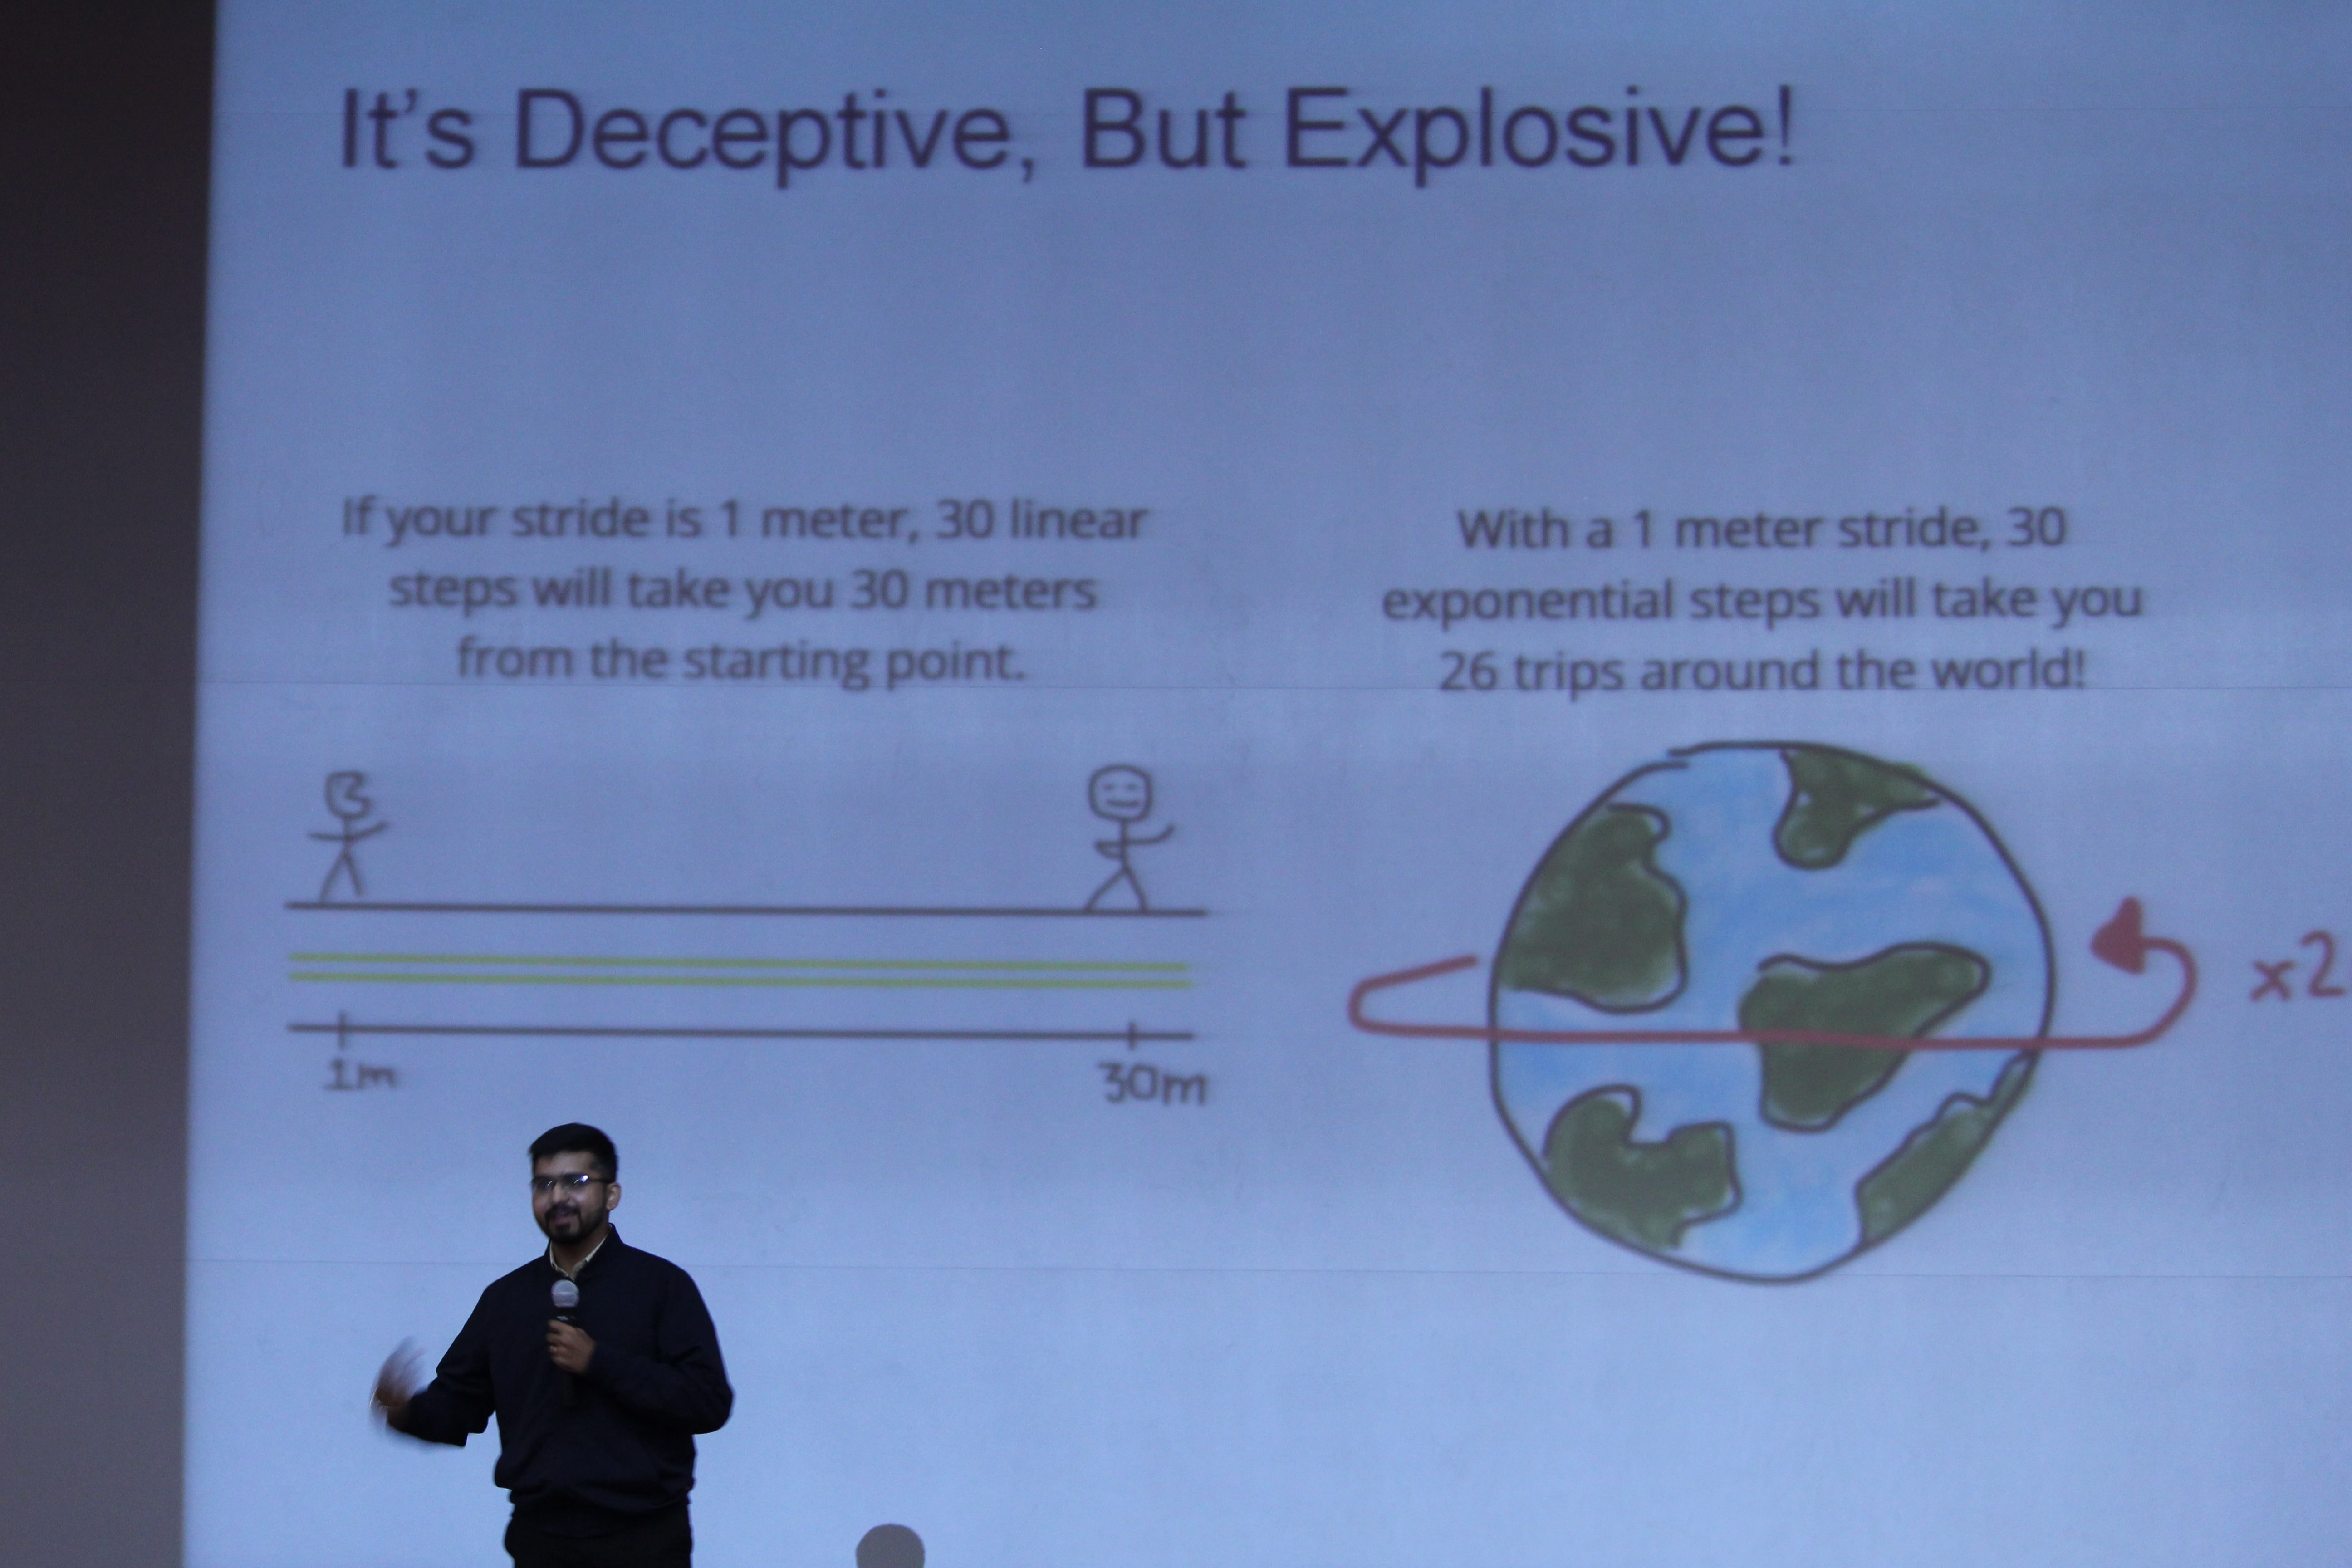 It's Deceptive, But Explosive!
If your stride is 1 meter, 30 linear
steps will take you 30 meters
from the starting point.
With a 1 meter stride, 30
exponential steps will take you
26 trips around the world!
1m
30m
x2